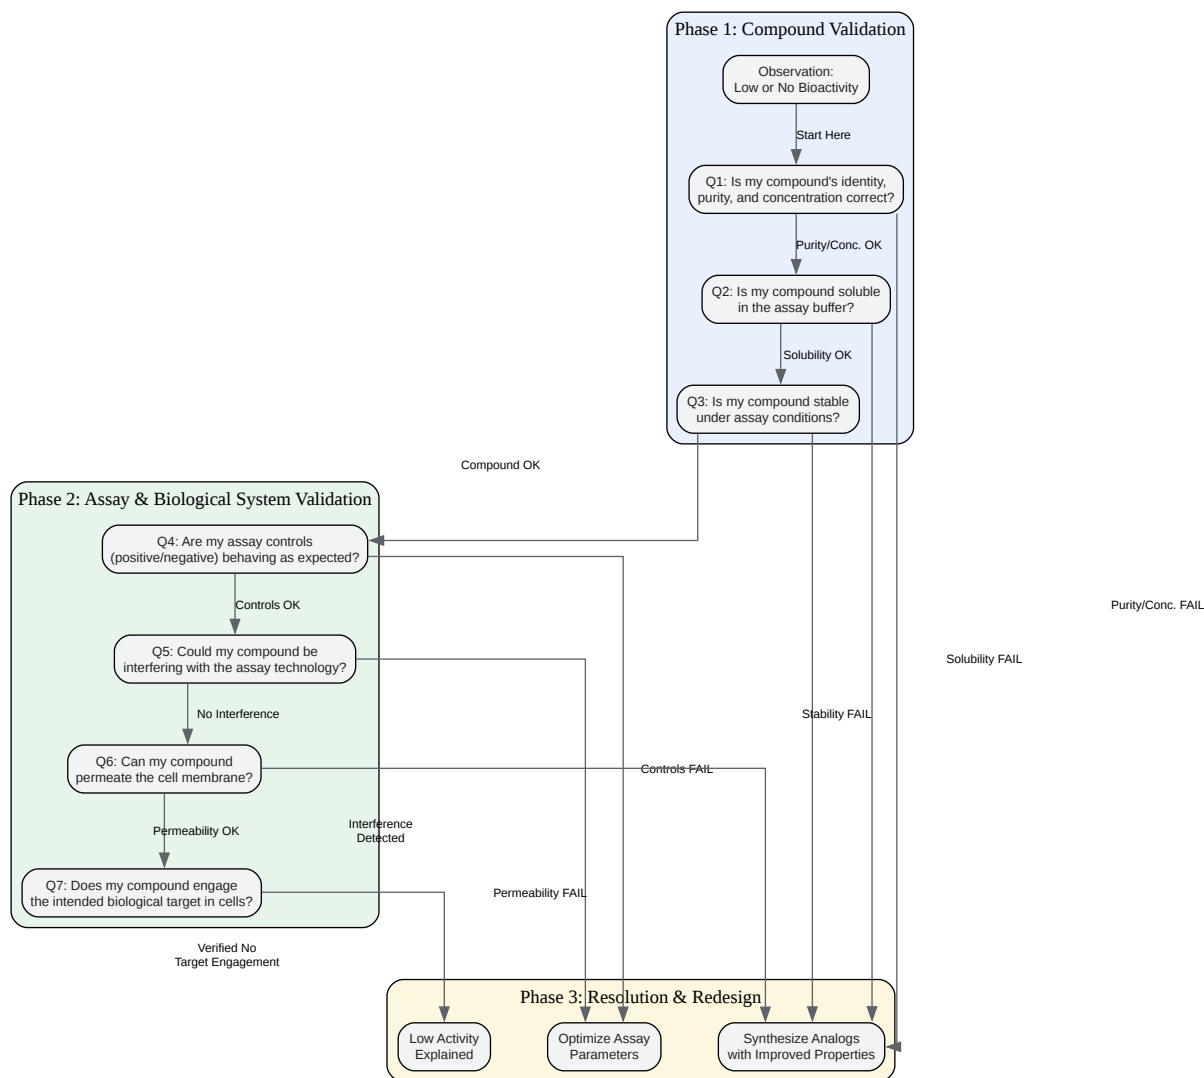 Phase 1: Compound Validation
Observation:
Low or No Bioactivity
Start Here
Q1: Is my compound's identity,
purity, and concentration correct?
Purity/Conc. OK
Q2: Is my compound soluble
in the assay buffer?
Solubility OK
Q3: Is my compound stable
under assay conditions?
Compound OK
Phase 2: Assay & Biological System Validation
Q4: Are my assay controls
(positive/negative) behaving as expected?
Controls OK
Purity/Conc. FAIL
Q5: Could my compound be
interfering with the assay technology?
Solubility FAIL
No Interference
Stability FAIL
Q6: Can my compound
permeate the cell membrane?
Controls FAIL
Permeability OK
Interference
Detected
Q7: Does my compound engage
the intended biological target in cells?
Permeability FAIL
Verified No
Target Engagement
Phase 3: Resolution & Redesign
Low Activity
Explained
Optimize Assay
Parameters
Synthesize Analogs
with Improved Properties